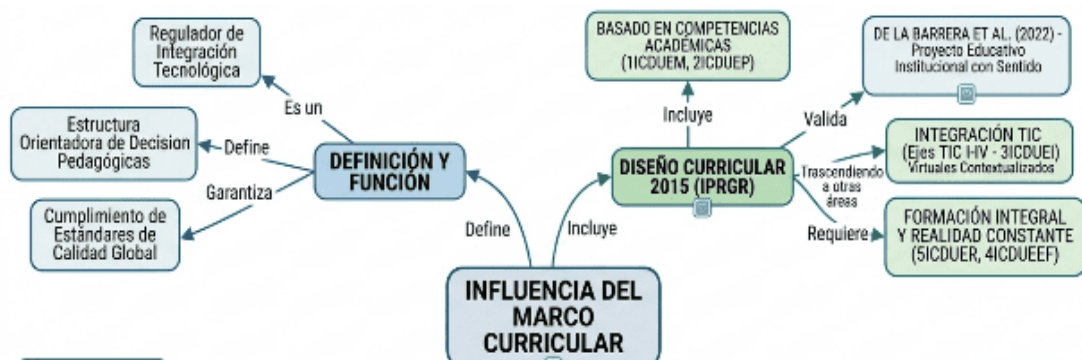 Regulador de
Integración
Tecnológica
Es un
Estructura
Orientadora de Decision
Pedagógicas
Define
Garantiza
Cumplimiento de
Estándares de
Calidad Global
DEFINICIÓN Y
FUNCIÓN
Define
BASADO EN COMPETENCIAS
ACADÉMICAS
(1ICDUEM, 2ICDUEP)
Incluye
DE LA BARRERA ET AL. (2022) -
Proyecto Educativo
Institucional con Sentido
Valida
DISEÑO CURRICULAR
2015 (IPRGR)
Trascendiendo
a otras
áreas
INTEGRACIÓN TIC
(Ejes TIC I-IV - 3ICDUEI)
Virtuales Contextualizados
Requiere
FORMACIÓN INTEGRAL
Y REALIDAD CONSTANTE
(5ICDUER, 4ICDUEEF)
Incluye
INFLUENCIA DEL
MARCO
CURRICULAR